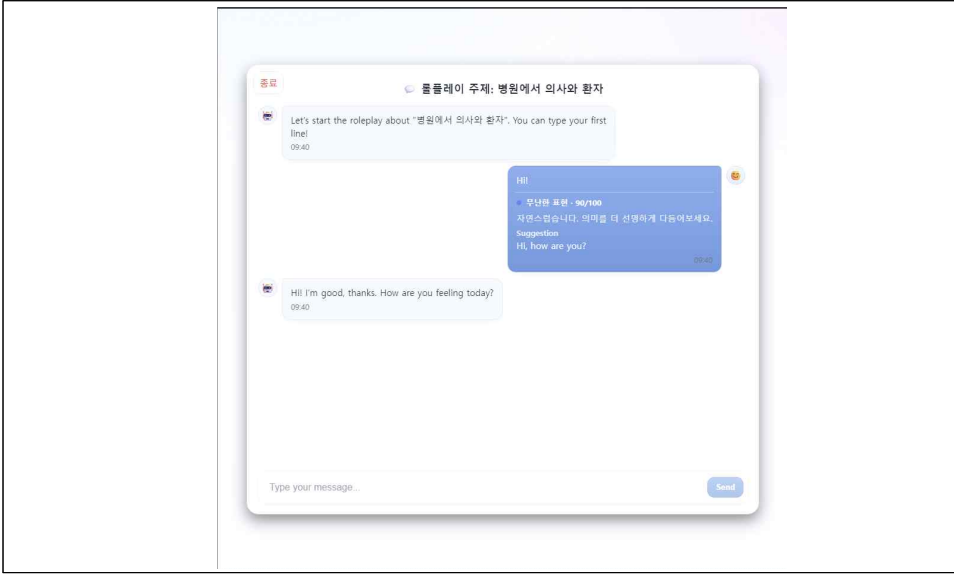 종료
롤플레이 주제: 병원에서 의사와 환자
Let's start the roleplay about "병원에서 의사와 환자". You can type your first
line!
09:40
Hi!
무난한 표현 · 90/100
자연스럽습니다. 의미를 더 선명하게 다듬어보세요.
Suggestion
Hi, how are you?
09:40
Hi! I'm good, thanks. How are you feeling today?
09:40
Type your message...
Send